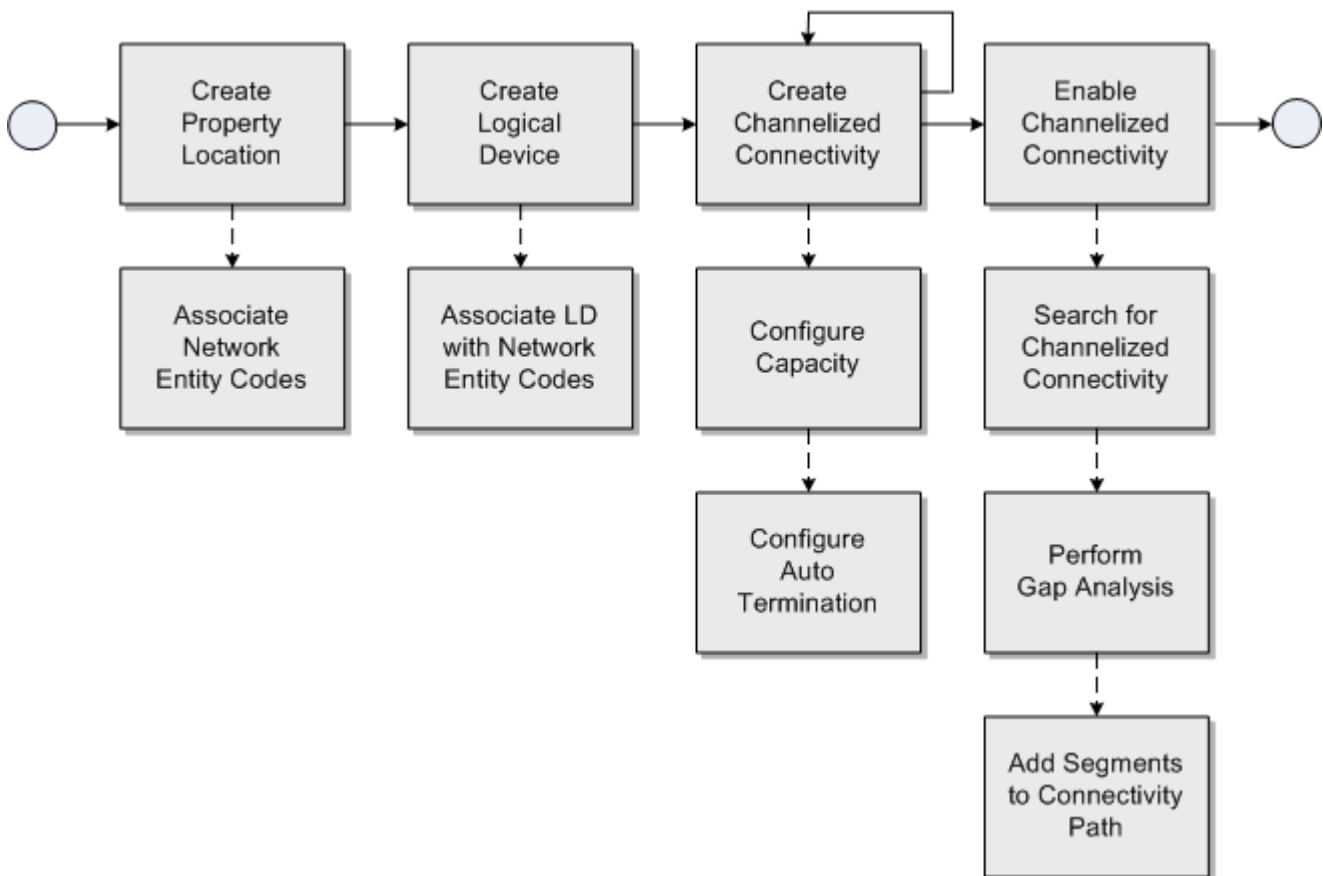 Create
Property
Location
Create
Logical
Device
Create
Channelized
Connectivity
Enable
Channelized
Connectivity
Associate
Network
Entity Codes
Associate LD
with Network
Entity Codes
Configure
Capacity
Search for
Channelized
Connectivity
Configure
Auto
Termination
Perform
Gap Analysis
Add Segments
to Connectivity
Path